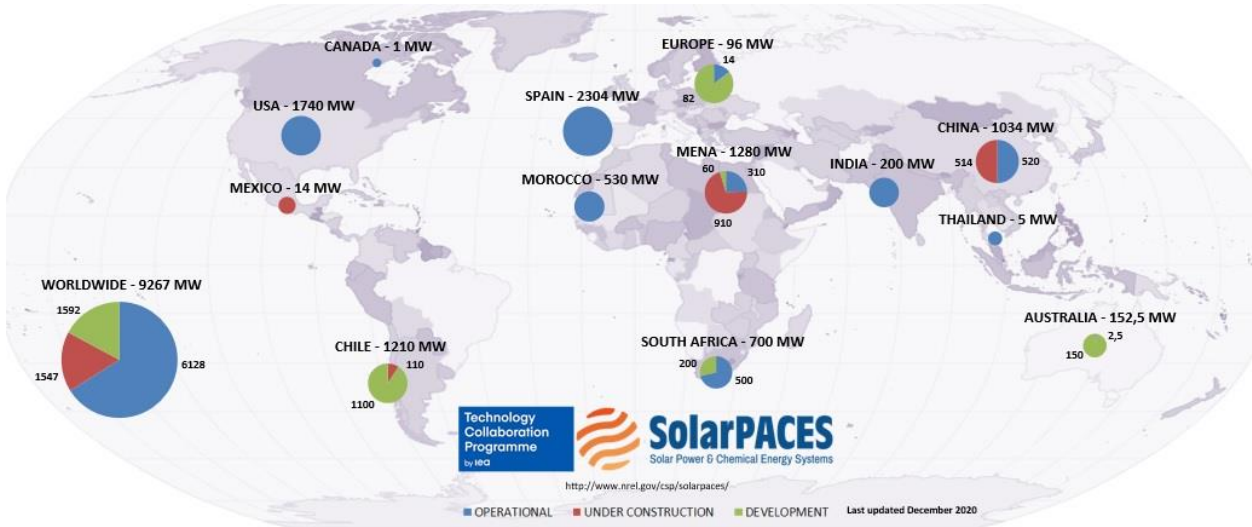 CANADA - 1 MW
EUROPE - 96 MW
14
82
USA - 1740 MW
SPAIN - 2304 MW
CHINA - 1034 MW
514
520
MENA - 1280 MW
60
310
910
INDIA - 200 MW
MEXICO - 14 MW
MOROCCO - 530 MW
THAILAND - 5 MW
WORLDWIDE - 9267 MW
1592
1547
6128
CHILE - 1210 MW
110
1100
SOUTH AFRICA - 700 MW
200
500
AUSTRALIA - 152,5 MW
2,5
150
Technology
Collaboration
Programme
by iea
SolarPACES
Solar Power & Chemical Energy Systems
http://www.nrel.gov/csp/solarpaces/
OPERATIONAL UNDER CONSTRUCTION DEVELOPMENT Last updated December 2020